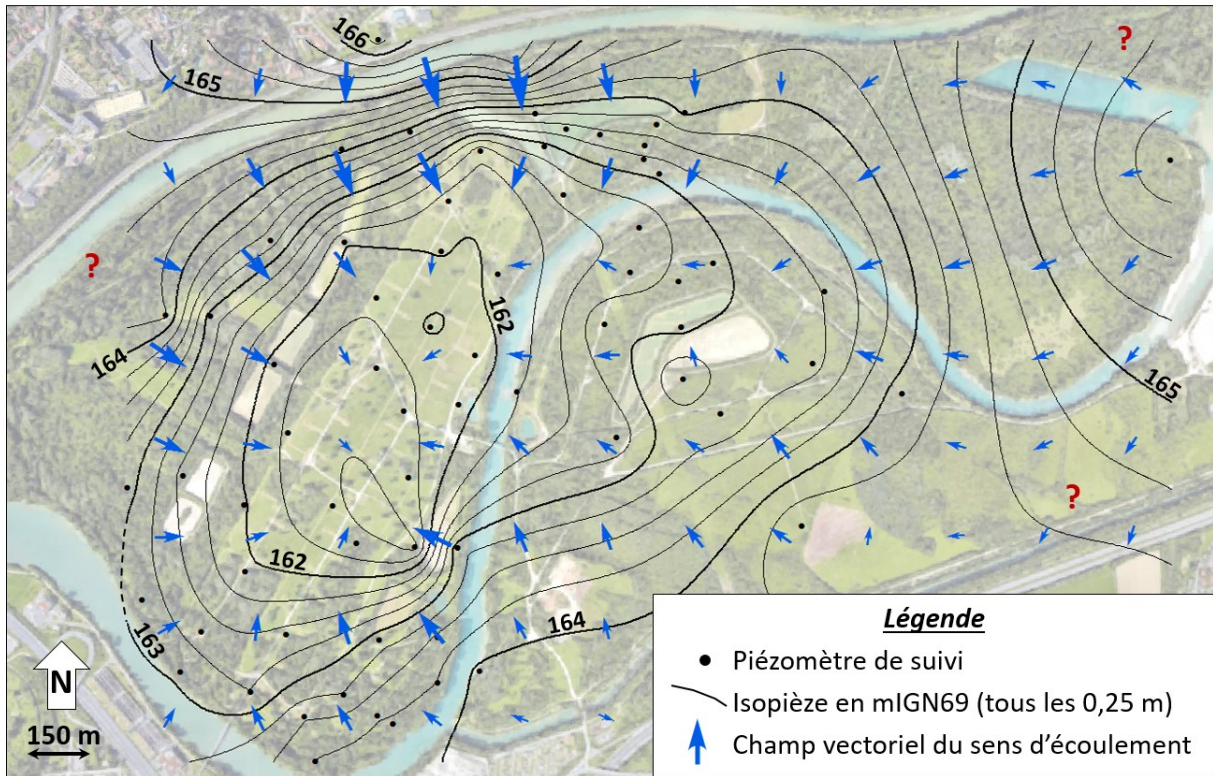 166
?
165
?
162
164
165
?
162
163
164
N
150 m
Légende
Piézomètre de suivi
Isopièze en mIGN69 (tous les 0,25 m)
Champ vectoriel du sens d'écoulement